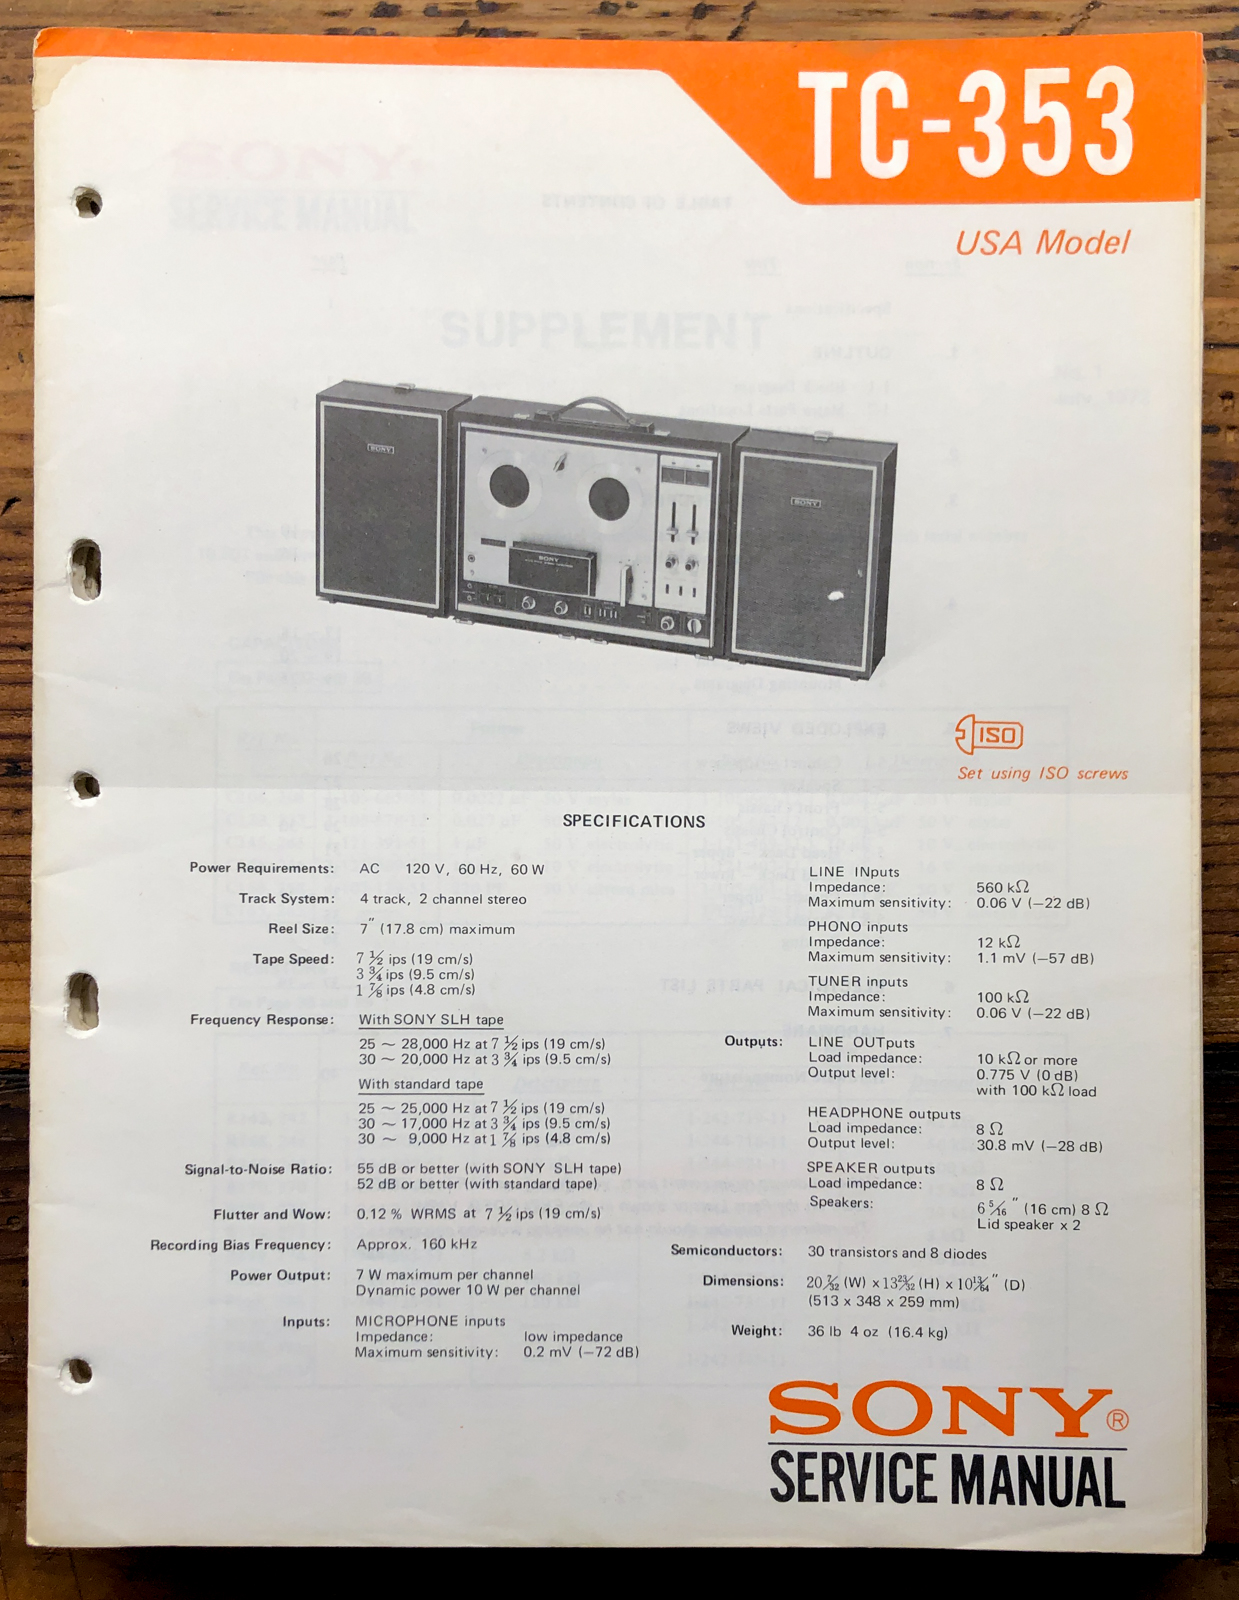 TC-353
USA Model
SONY
SONY
SONY
ISO
Set using ISO screws
SPECIFICATIONS
Power Requirements: AC 120 V, 60 Hz, 60 W
Track System: 4 track, 2 channel stereo
Reel Size: 7″ (17.8 cm) maximum
Tape Speed: 7 ½ ips (19 cm/s)
3 ¾ ips (9.5 cm/s)
1 ⅞ ips (4.8 cm/s)
Frequency Response: With SONY SLH tape
25 ~ 28,000 Hz at 7 ½ ips (19 cm/s)
30 ~ 20,000 Hz at 3 ¾ ips (9.5 cm/s)
With standard tape
25 ~ 25,000 Hz at 7 ½ ips (19 cm/s)
30 ~ 17,000 Hz at 3 ¾ ips (9.5 cm/s)
30 ~ 9,000 Hz at 1 ⅞ ips (4.8 cm/s)
Signal-to-Noise Ratio: 55 dB or better (with SONY SLH tape)
52 dB or better (with standard tape)
Flutter and Wow: 0.12 % WRMS at 7 ½ ips (19 cm/s)
Recording Bias Frequency: Approx. 160 kHz
Power Output: 7 W maximum per channel
Dynamic power 10 W per channel
Inputs: MICROPHONE inputs
Impedance: low impedance
Maximum sensitivity: 0.2 mV (−72 dB)
LINE INputs
Impedance: 560 kΩ
Maximum sensitivity: 0.06 V (−22 dB)
PHONO inputs
Impedance: 12 kΩ
Maximum sensitivity: 1.1 mV (−57 dB)
TUNER inputs
Impedance: 100 kΩ
Maximum sensitivity: 0.06 V (−22 dB)
Outputs: LINE OUTputs
Load impedance: 10 kΩ or more
Output level: 0.775 V (0 dB)
with 100 kΩ load
HEADPHONE outputs
Load impedance: 8 Ω
Output level: 30.8 mV (−28 dB)
SPEAKER outputs
Load impedance: 8 Ω
Speakers: 6 5/16″ (16 cm) 8 Ω
Lid speaker x 2
Semiconductors: 30 transistors and 8 diodes
Dimensions: 20 7/32 (W) x 13 23/32 (H) x 10 13/64″ (D)
(513 x 348 x 259 mm)
Weight: 36 lb 4 oz (16.4 kg)
SONY®
SERVICE MANUAL